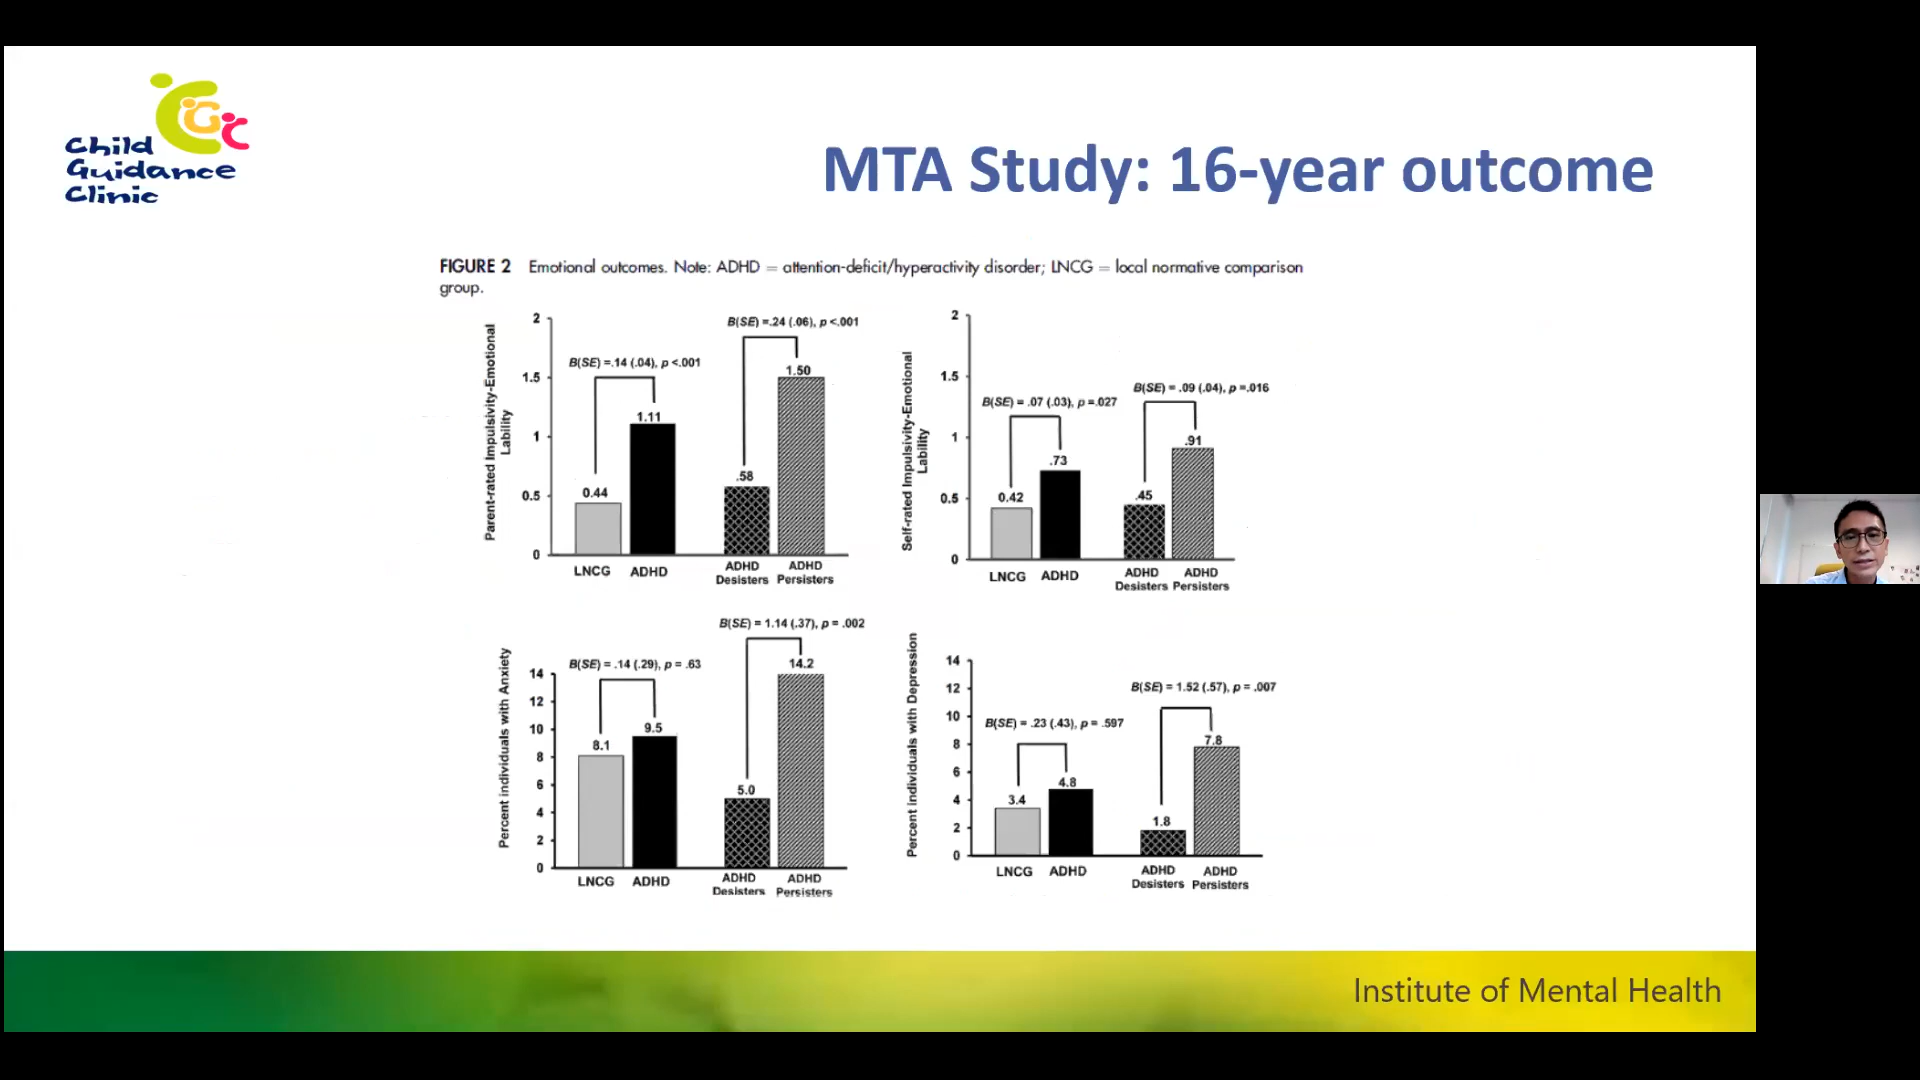 CGC
Child
Guidance
Clinic
MTA Study: 16-year outcome
FIGURE 2 Emotional outcomes. Note: ADHD = attention-deficit/hyperactivity disorder; LNCG = local normative comparison
group.
Parent-rated Impulsivity-Emotional
Lability
2
1.5
1
0.5
0
B(SE) =.14 (.04), p <.001
B(SE) =.24 (.06), p <.001
0.44
1.11
.58
1.50
LNCG
ADHD
ADHD
Desisters
ADHD
Persisters
Self-rated Impulsivity-Emotional
Lability
2
1.5
1
0.5
0
B(SE) = .07 (.03), p =.027
B(SE) = .09 (.04), p =.016
0.42
.73
.45
.91
LNCG
ADHD
ADHD
Desisters
ADHD
Persisters
Percent individuals with Anxiety
14
12
10
8
6
4
2
0
B(SE) = .14 (.29), p = .63
B(SE) = 1.14 (.37), p = .002
8.1
9.5
5.0
14.2
LNCG
ADHD
ADHD
Desisters
ADHD
Persisters
Percent individuals with Depression
14
12
10
8
6
4
2
0
B(SE) = .23 (.43), p = .597
B(SE) = 1.52 (.57), p = .007
3.4
4.8
1.8
7.8
LNCG
ADHD
ADHD
Desisters
ADHD
Persisters
Institute of Mental Health